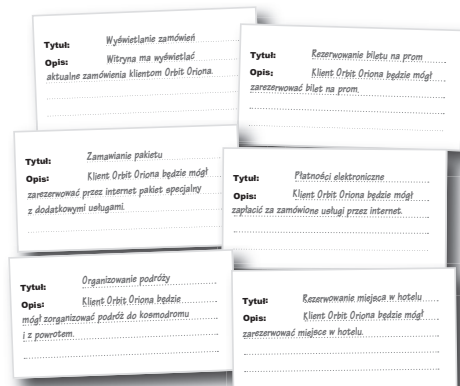 Tytuł: Wyświetlanie zamówień
Opis: Witryna ma wyświetlać
aktualne zamówienia klientom Orbit Oriona.
Tytuł: Rezerwowanie biletu na prom
Opis: Klient Orbit Oriona będzie mógł
zarezerwować bilet na prom.
Tytuł: Zamawianie pakietu
Opis: Klient Orbit Oriona będzie mógł
zarezerwować przez internet pakiet specjalny
z dodatkowymi usługami.
Tytuł: Płatności elektroniczne
Opis: Klient Orbit Oriona będzie mógł
zapłacić za zamówione usługi przez internet.
Tytuł: Organizowanie podróży
Opis: Klient Orbit Oriona będzie
mógł zorganizować podróż do kosmodromu
i z powrotem.
Tytuł: Rezerwowanie miejsca w hotelu
Opis: Klient Orbit Oriona będzie mógł
zarezerwować miejsce w hotelu.